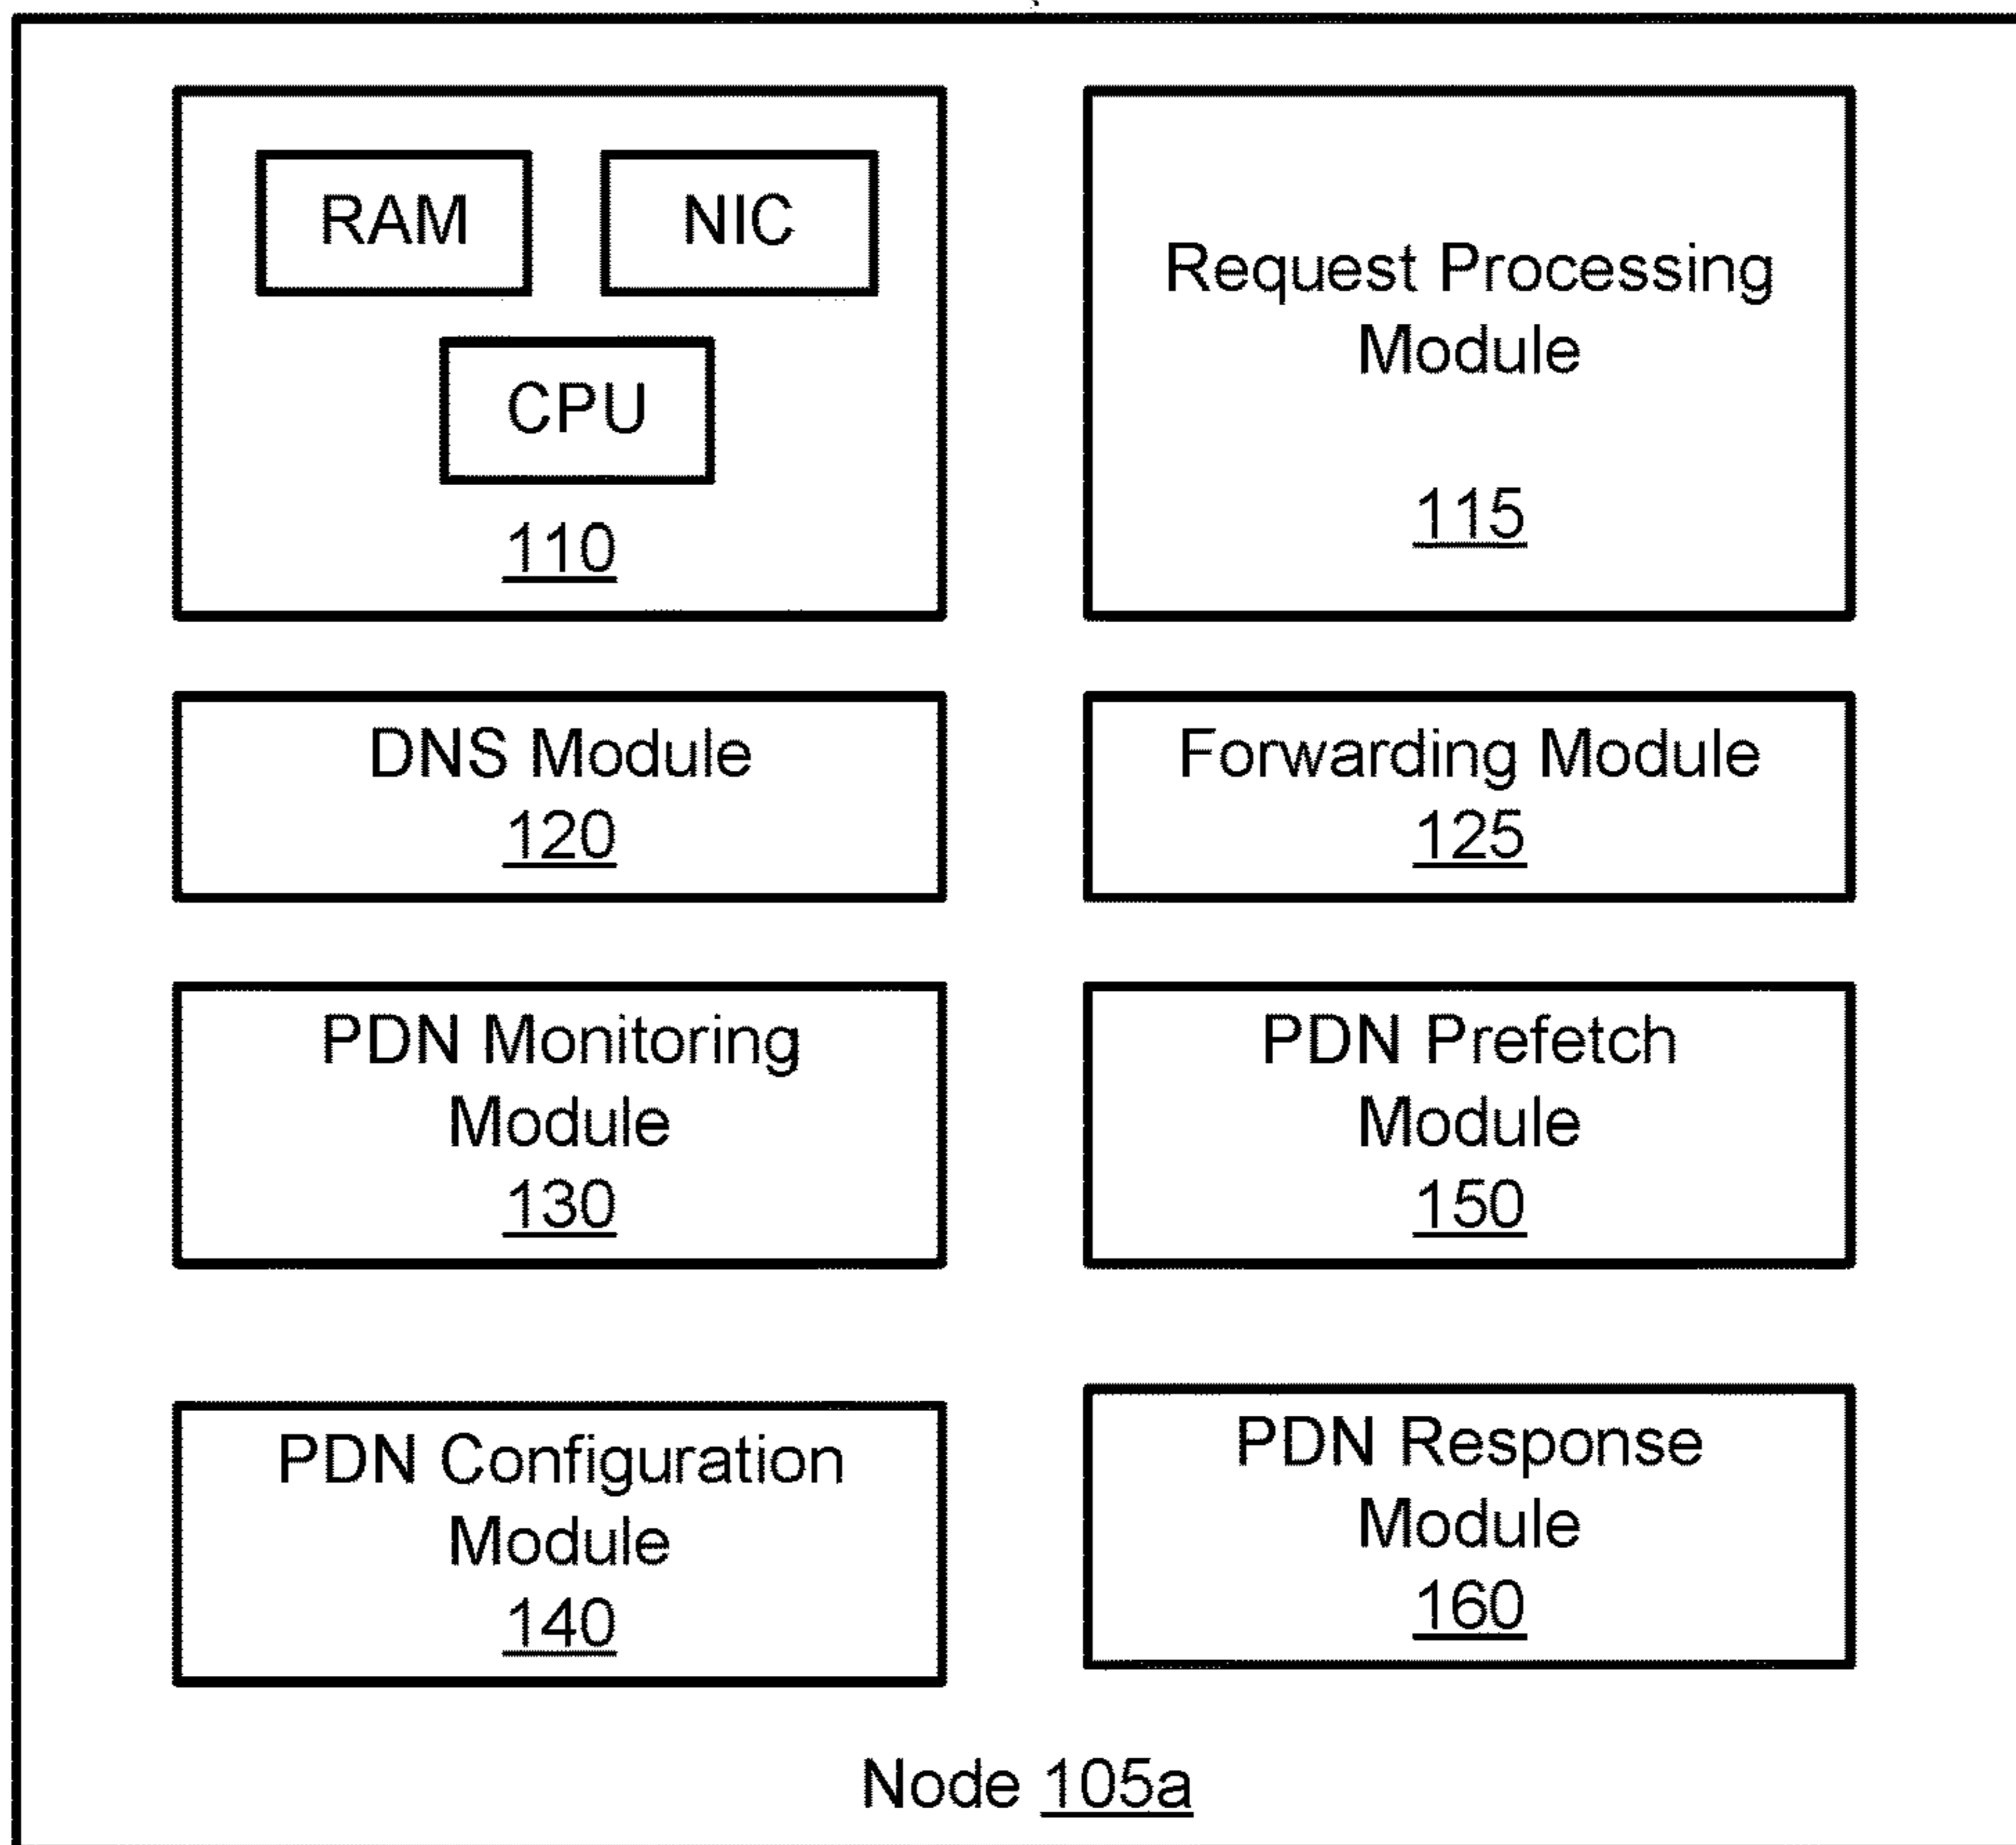 RAM
NIC
CPU
110
Request Processing
Module
115
DNS Module
120
Forwarding Module
125
PDN Monitoring
Module
130
PDN Prefetch
Module
150
PDN Configuration
Module
140
PDN Response
Module
160
Node 105a